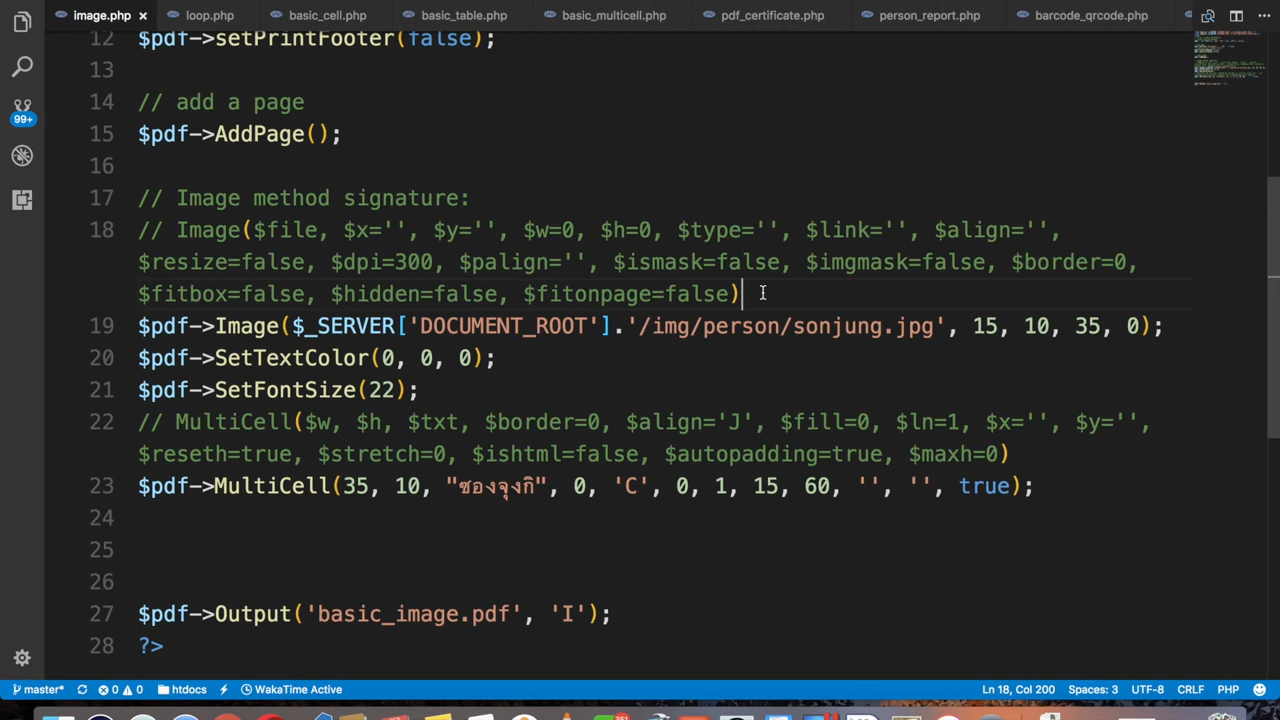 image.php
loop.php
basic_cell.php
basic_table.php
basic_multicell.php
pdf_certificate.php
person_report.php
barcode_qrcode.php
12 $pdf->setPrintFooter(false);
13
14 // add a page
15 $pdf->AddPage();
16
17 // Image method signature:
18 // Image($file, $x='', $y='', $w=0, $h=0, $type='', $link='', $align='',
$resize=false, $dpi=300, $palign='', $ismask=false, $imgmask=false, $border=0,
$fitbox=false, $hidden=false, $fitonpage=false)
19 $pdf->Image($_SERVER['DOCUMENT_ROOT'].'/img/person/sonjung.jpg', 15, 10, 35, 0);
20 $pdf->SetTextColor(0, 0, 0);
21 $pdf->SetFontSize(22);
22 // MultiCell($w, $h, $txt, $border=0, $align='J', $fill=0, $ln=1, $x='', $y='',
$reseth=true, $stretch=0, $ishtml=false, $autopadding=true, $maxh=0)
23 $pdf->MultiCell(35, 10, "ซองจุงกิ", 0, 'C', 0, 1, 15, 60, '', '', true);
24
25
26
27 $pdf->Output('basic_image.pdf', 'I');
28 ?>
99+
master* 0 0 htdocs WakaTime Active Ln 18, Col 200 Spaces: 3 UTF-8 CRLF PHP